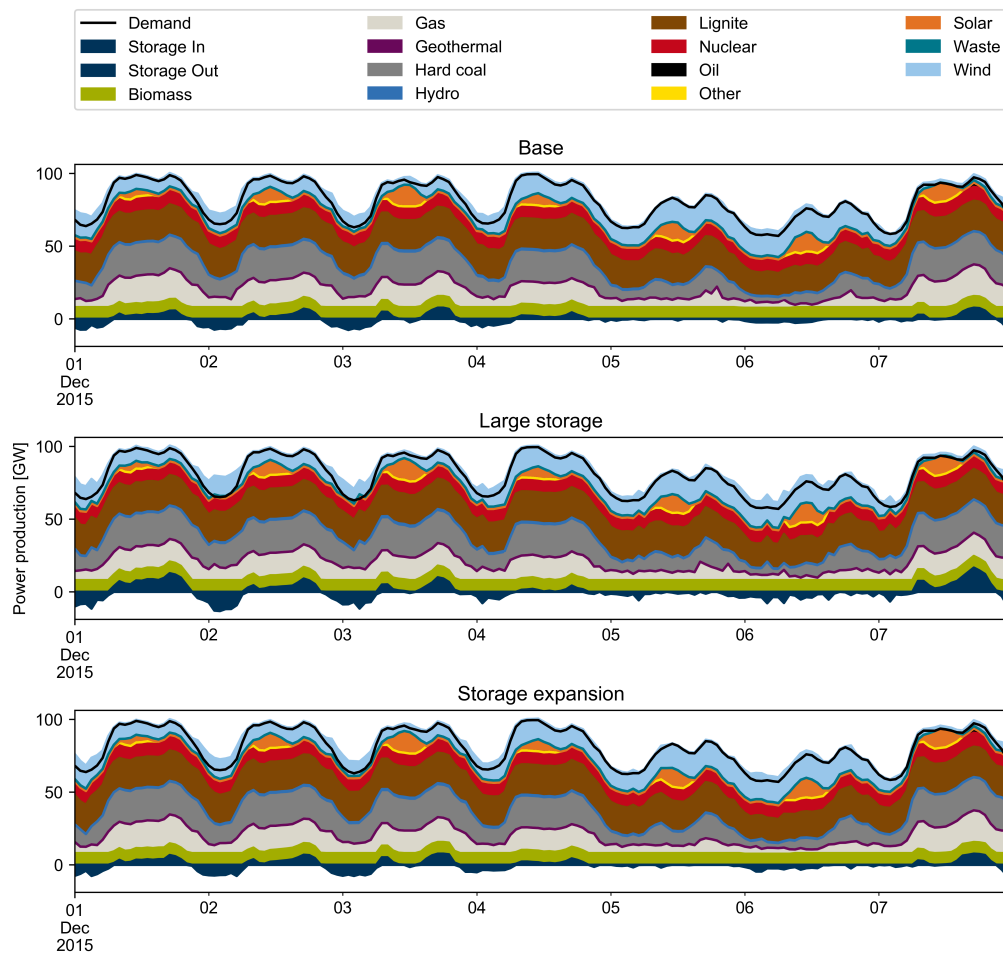 Demand
Storage In
Storage Out
Biomass
Gas
Geothermal
Hard coal
Hydro
Lignite
Nuclear
Oil
Other
Solar
Waste
Wind
Base
100
50
0
01
Dec
2015
02
03
04
05
06
07
Large storage
Power production [GW]
100
50
0
01
Dec
2015
02
03
04
05
06
07
Storage expansion
100
50
0
01
Dec
2015
02
03
04
05
06
07